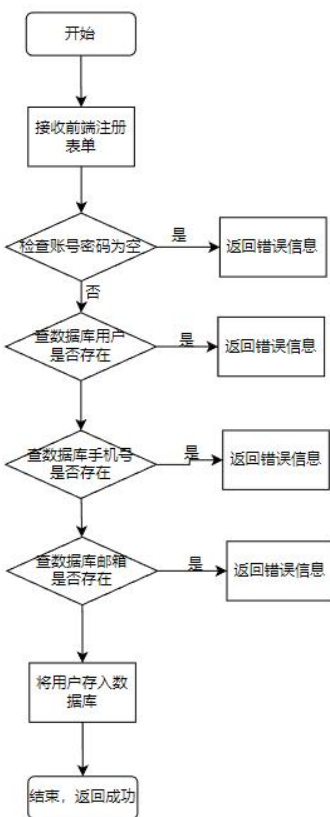 开始
接收前端注册
表单
检查账号密码为空
是
返回错误信息
否
查数据库用户
是否存在
是
返回错误信息
查数据库手机号
是否存在
是
返回错误信息
查数据库邮箱
是否存在
是
返回错误信息
将用户存入数
据库
结束，返回成功